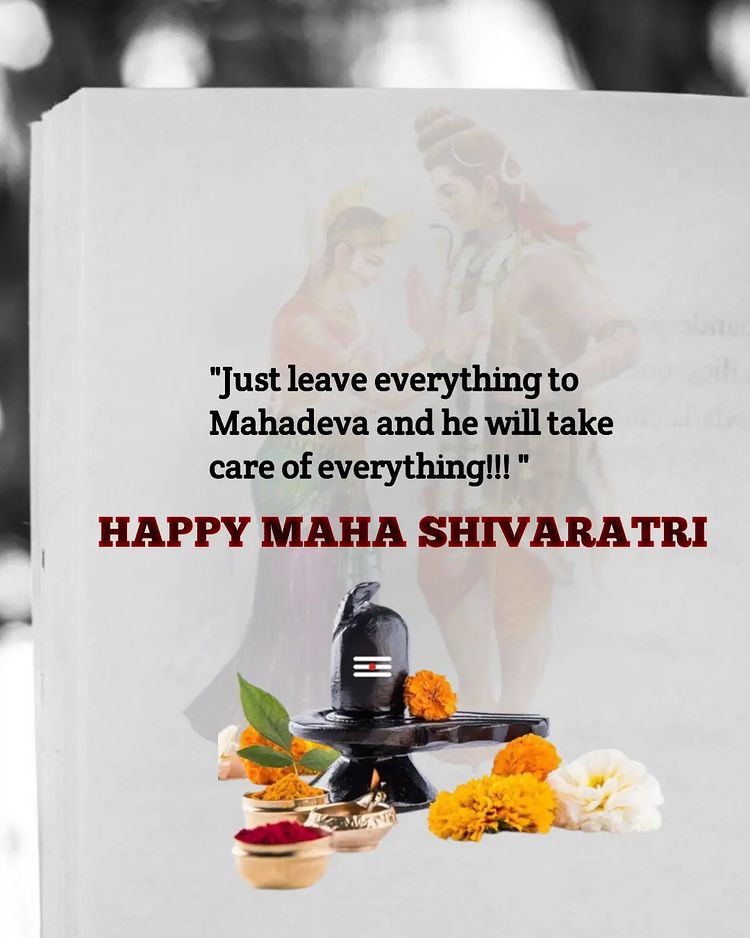 "Just leave everything to
Mahadeva and he will take
care of everything!!! "
HAPPY MAHA SHIVARATRI